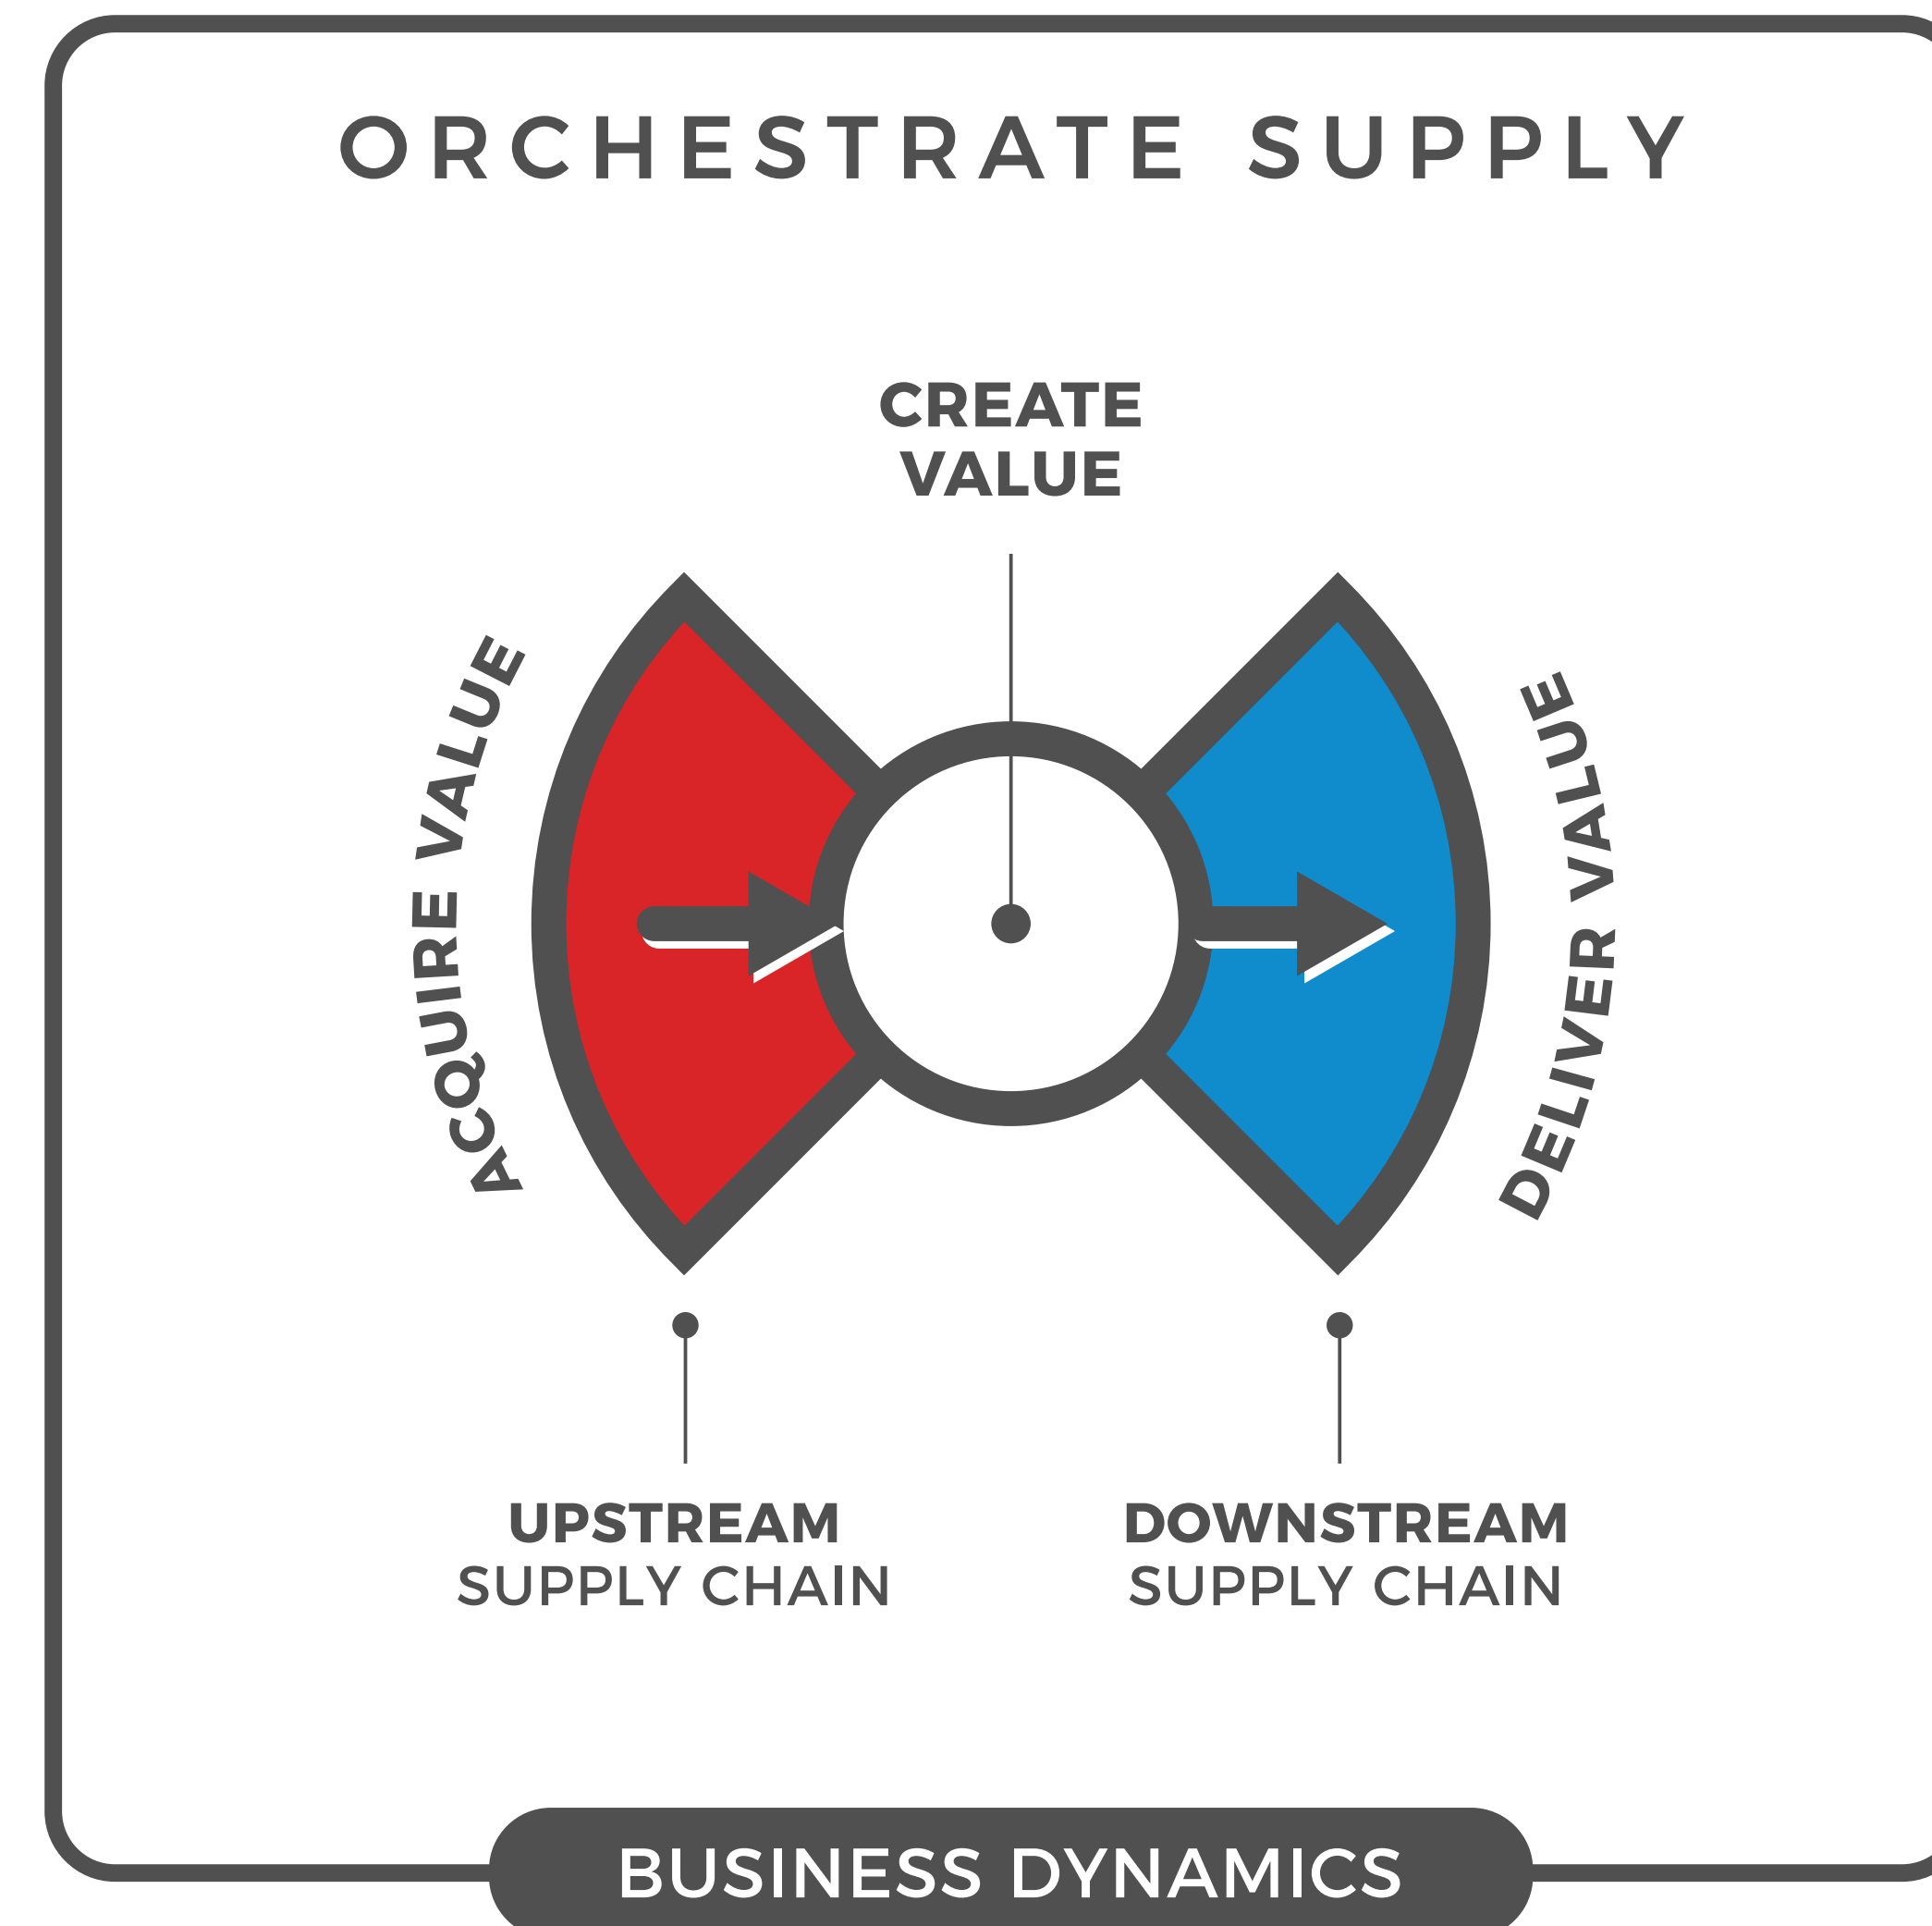 ORCHESTRATE SUPPLY
CREATE
VALUE
ACQUIRE VALUE
DELIVER VALUE
UPSTREAM
SUPPLY CHAIN
DOWNSTREAM
SUPPLY CHAIN
BUSINESS DYNAMICS